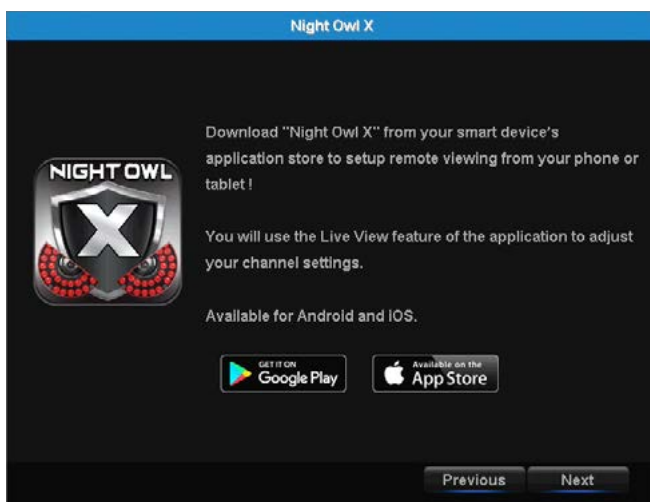 Night Owl X
Download "Night Owl X" from your smart device's
application store to setup remote viewing from your phone or
tablet !
You will use the Live View feature of the application to adjust
your channel settings.
Available for Android and iOS.
NIGHT OWL
X
GET IT ON
Google Play
Available on the
App Store
Previous
Next